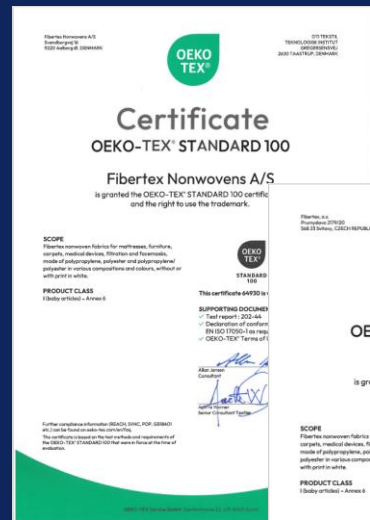 Fibertex Nonwovens A/S
Svendborgvej 16
9220 Aalborg Ø, DENMARK
OEKO
TEX®
DTI TEKSTIL
TEKNOLOGISK INSTITUT
GREGERSENSVEJ
2630 TAASTRUP, DENMARK
Certificate
OEKO-TEX® STANDARD 100
Fibertex Nonwovens A/S
is granted the OEKO-TEX® STANDARD 100 certific
and the right to use the trademark.
SCOPE
Fibertex nonwoven fabrics for mattresses, furniture,
carpets, medical devices, filtration and facemasks,
made of polypropylene, polyester and polypropylene/
polyester in various compositions and colours, without or
with print in white.
PRODUCT CLASS
I (baby articles) – Annex 6
OEKO
TEX®
STANDARD
100
This certificate 64930 is v
SUPPORTING DOCUMEN
✓ Test report : 202-44
✓ Declaration of conform
EN ISO 17050-1 as requ
✓ OEKO-TEX® Terms of U
Allan Jensen
Consultant
Senior Consultant Textile
Further compliance information (REACH, SVHC, POP, GB18401
etc.) can be found on oeko-tex.com/en/faq.
The certificate is based on the test methods and requirements of
the OEKO-TEX® STANDARD 100 that were in force at the time of
evaluation.
Fibertex, a.s.
568 02 Svitavy, CZECH REPUBLIC
OE
is gra
SCOPE
Fibertex nonwoven fabrics
carpets, medical devices, fi
made of polypropylene, po
polyester in various compo
with print in white.
PRODUCT CLASS
I (baby articles) – Annex 6